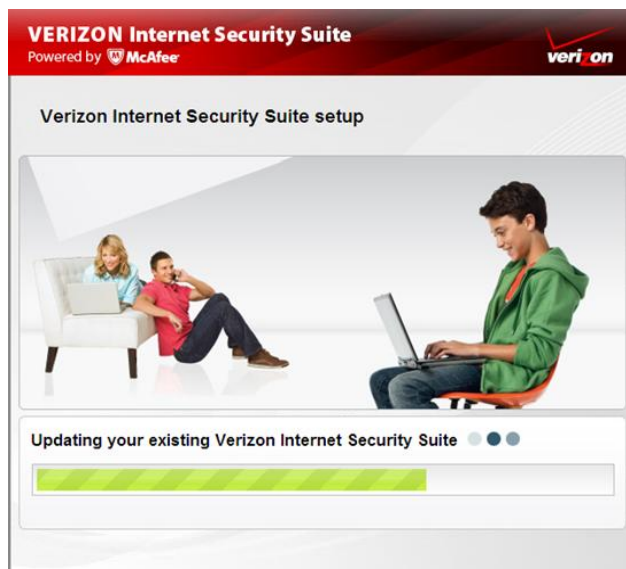 VERIZON Internet Security Suite
Powered by McAfee
verizon
Verizon Internet Security Suite setup
Updating your existing Verizon Internet Security Suite